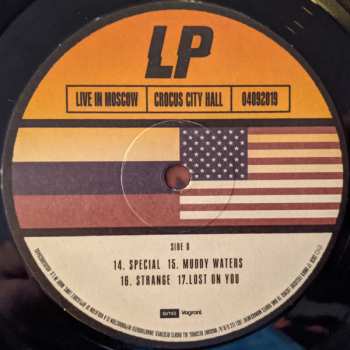 LP
LIVE IN MOSCOW CROCUS CITY HALL 04092019
SIDE D
14. SPECIAL 15. MUDDY WATERS
16. STRANGE 17.LOST ON YOU
BMG Vagrant